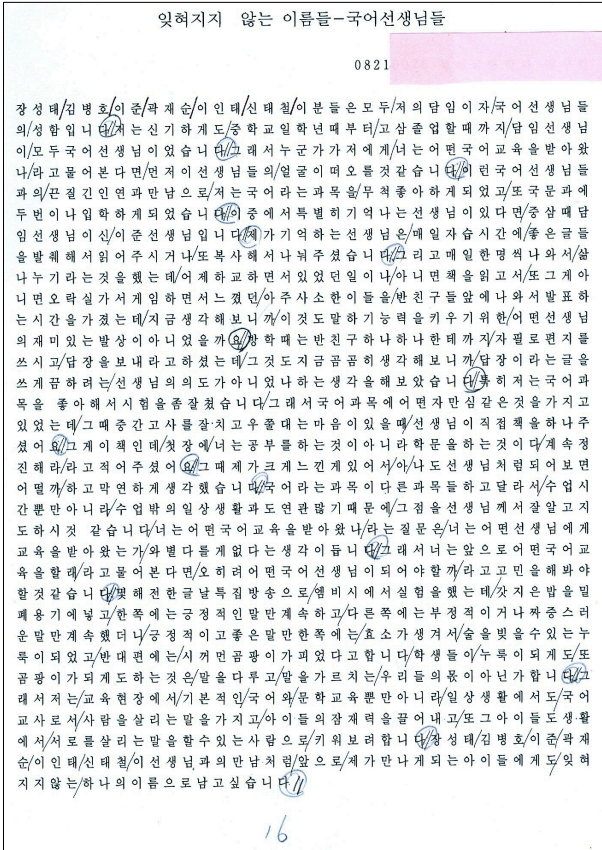 잊혀지지 않는 이름들-국어선생님들
0821
장성태/김병호/이준/곽재순/이인태/신태철/이분들은모두/저의담임이자/국어선생님들
의/성함입니다//저는신기하게도/중학교일학년때부터/고삼졸업할때까지/담임선생님
이모두국어선생님이었습니다//그래서누군가가저에게/너는어떤국어교육을받아왔
나/라고물어본다면/먼저이선생님들의/얼굴이떠오를것같습니다//이런국어선생님들
과의/끈질긴인연과만남으로/저는국어라는과목을/무척좋아하게되었고/또국문과에
두번이나입학하게되었습니다//이중에서특별히기억나는선생님이있다면/중삼때담
임선생님이신/이준선생님입니다//제가기억하는선생님은/매일자습시간에/좋은글들
을발췌해서읽어주시거나/또복사해서나눠주셨습니다//그리고매일한명씩나와서/삶
나누기라는것을했는데/어제하교하면서있었던일이나/아니면책을읽고서/또그게아
니면오락실가서게임하면서느꼈던/아주사소한이들을/반친구들앞에나와서발표하
는시간을가졌는데/지금생각해보니까/이것도말하기능력을키우기위한/어떤선생님
의재미있는발상이아니었을까요//방학때는반친구하나하나한테까지/자필로편지를
쓰시고/답장을보내라고하셨는데/그것도지금곰곰히생각해보니까/답장이라는글을
쓰게끔하려는/선생님의의도가아니었나하는생각을해보았습니다//특히저는국어과
목을 좋아해서시험을좀잘쳤습니다/그래서국어과목에어떤자만심같은것을가지고
있었는데/그때중간고사를잘치고우쭐대는마음이있을때/선생님이직접책을하나주
셨어요//그게이책인데/첫장에/너는공부를하는것이아니라학문을하는것이다/계속정
진해라/라고적어주셨어요//그때제가크게느낀게있어서/아/나도선생님처럼되어보면
어떨까/하고막연하게생각했습니다//국어라는과목이다른과목들하고달라서/수업시
간뿐만아니라/수업밖의일상생활과도연관많기때문에/그점을선생님께서잘알고지
도하시것 같습니다/너는어떤국어교육을받아왔나/라는질문은/너는어떤선생님에게
교육을받아왔는가/와별다를게없다는생각이듭니다//그래서너는앞으로어떤국어교
육을할래/라고물어본다면/오히려어떤국어선생님이되어야할까/라고고민을해봐야
할것같습니다//몇해전한글날특집방송으로/엠비시에서실험을했는데/갓지은밥을밀
폐용기에넣고/한쪽에는긍정적인말만계속하고/다른쪽에는부정적이거나짜증스러
운말만계속했더니/긍정적이고좋은말만한쪽에는/효소가생겨서/술을빚을수있는누
룩이되었고/반대편에는/시꺼먼곰팡이가피었다고합니다/학생들이/누룩이되게도/또
곰팡이가되게도하는것은/말을다루고/말을가르치는/우리들의몫이아닌가합니다//그
래서저는/교육현장에서/기본적인/국어와/문학교육뿐만아니라/일상생활에서도/국어
교사로서/사람을살리는말을가지고/아이들의잠재력을끌어내고/또그아이들도생활
에서/서로를살리는말을할수있는사람으로/키워보려합니다//장성태/김병호/이준/곽재
순/이인태/신태철/이선생님과의만남처럼/앞으로/제가만나게되는아이들에게도/잊혀
지지않는/하나의이름으로남고싶습니다//
16